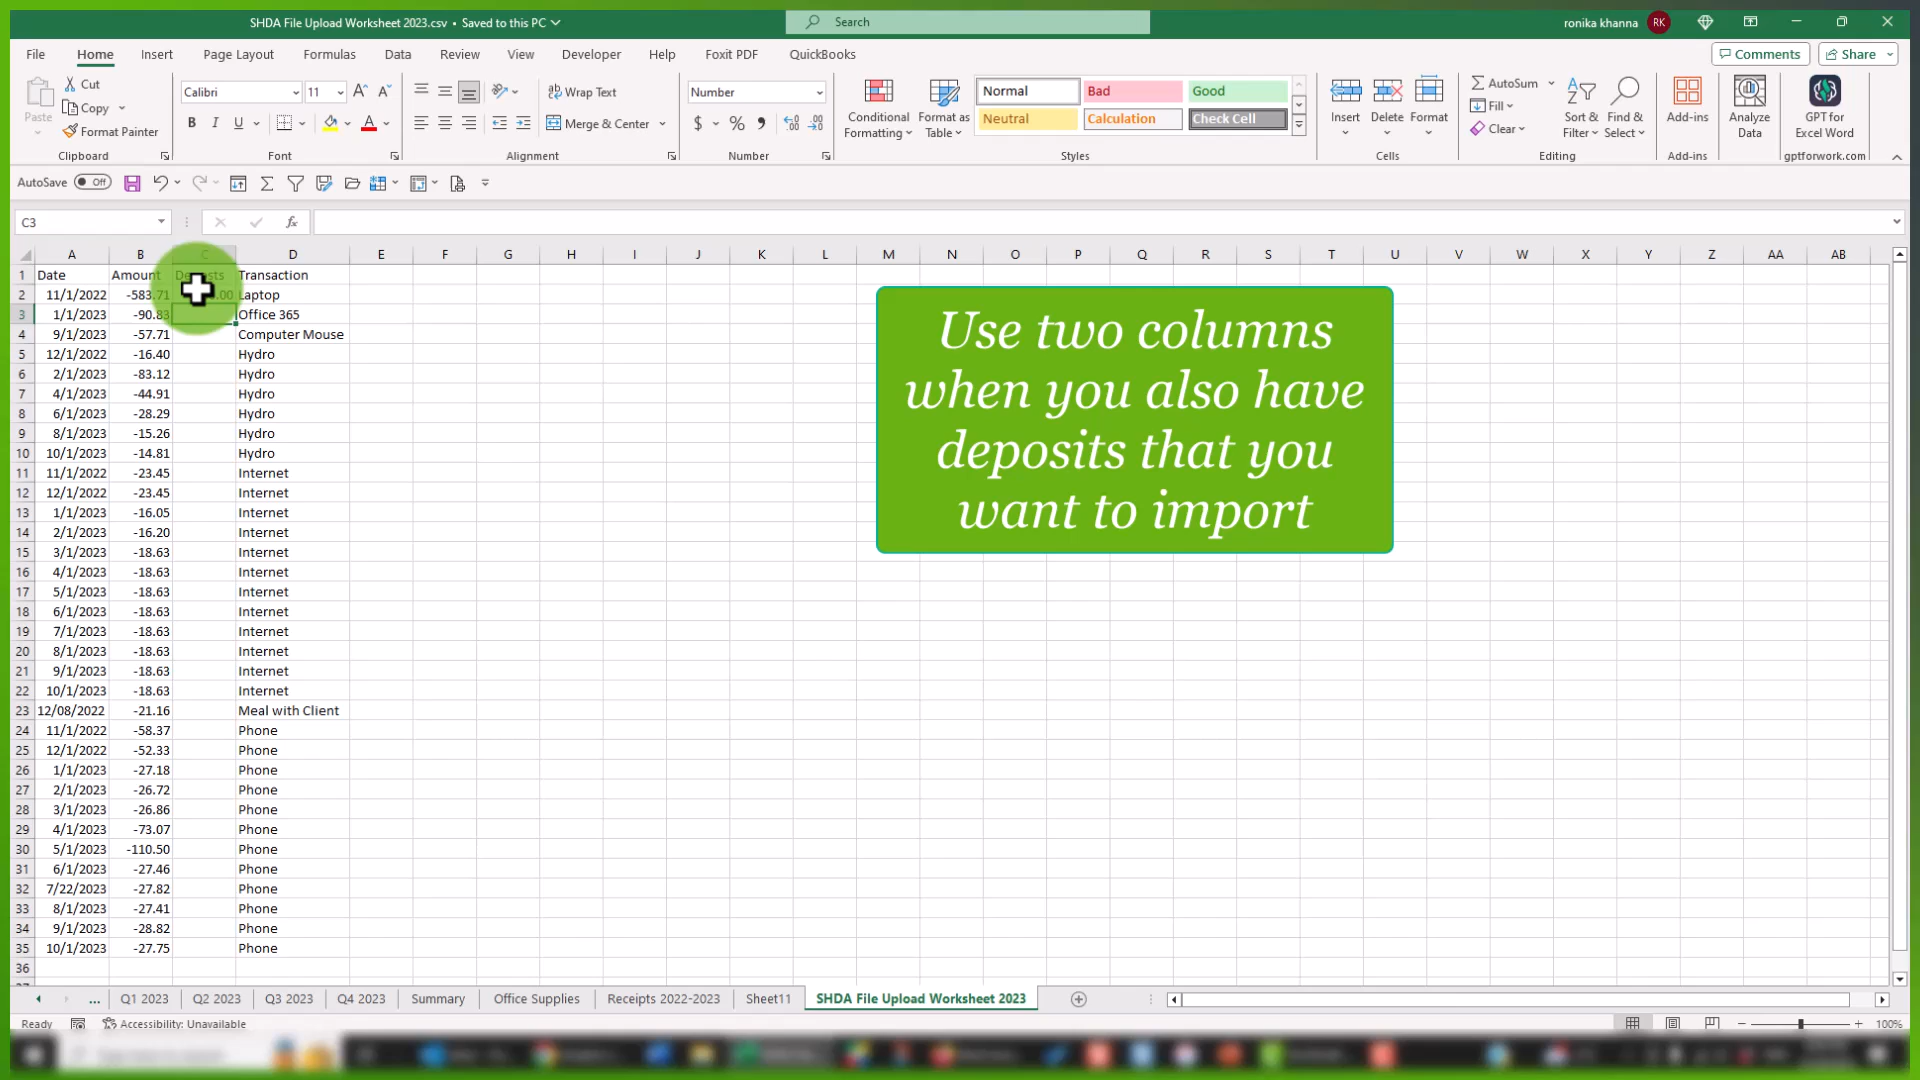 SHDA File Upload Worksheet 2023.csv • Saved to this PC
Search
ronika khanna
RK
File Home Insert Page Layout Formulas Data Review View Developer Help Foxit PDF QuickBooks
Comments Share
Paste
Cut
Copy
Format Painter
Clipboard
Calibri 11
B I U
Font
Wrap Text
Merge & Center
Alignment
Number
$ % ,
Number
Conditional Formatting
Format as Table
Normal Bad Good
Neutral Calculation Check Cell
Styles
Insert Delete Format
Cells
AutoSum
Fill
Clear
Sort & Filter
Find & Select
Editing
Add-ins
Add-ins
Analyze Data
GPT for Excel Word
gptforwork.com
AutoSave Off
C3
fx
A B C D E F G H I J K L M N O P Q R S T U V W X Y Z AA AB
1 Date Amount Transaction
2 11/1/2022 -583.71 Laptop
3 1/1/2023 -90.83 Office 365
4 9/1/2023 -57.71 Computer Mouse
5 12/1/2022 -16.40 Hydro
6 2/1/2023 -83.12 Hydro
7 4/1/2023 -44.91 Hydro
8 6/1/2023 -28.29 Hydro
9 8/1/2023 -15.26 Hydro
10 10/1/2023 -14.81 Hydro
11 11/1/2022 -23.45 Internet
12 12/1/2022 -23.45 Internet
13 1/1/2023 -16.05 Internet
14 2/1/2023 -16.20 Internet
15 3/1/2023 -18.63 Internet
16 4/1/2023 -18.63 Internet
17 5/1/2023 -18.63 Internet
18 6/1/2023 -18.63 Internet
19 7/1/2023 -18.63 Internet
20 8/1/2023 -18.63 Internet
21 9/1/2023 -18.63 Internet
22 10/1/2023 -18.63 Internet
23 12/08/2022 -21.16 Meal with Client
24 11/1/2022 -58.37 Phone
25 12/1/2022 -52.33 Phone
26 1/1/2023 -27.18 Phone
27 2/1/2023 -26.72 Phone
28 3/1/2023 -26.86 Phone
29 4/1/2023 -73.07 Phone
30 5/1/2023 -110.50 Phone
31 6/1/2023 -27.46 Phone
32 7/22/2023 -27.82 Phone
33 8/1/2023 -27.41 Phone
34 9/1/2023 -28.82 Phone
35 10/1/2023 -27.75 Phone
36
Use two columns
when you also have
deposits that you
want to import
... Q1 2023 Q2 2023 Q3 2023 Q4 2023 Summary Office Supplies Receipts 2022-2023 Sheet11 SHDA File Upload Worksheet 2023
Ready Accessibility: Unavailable 100%